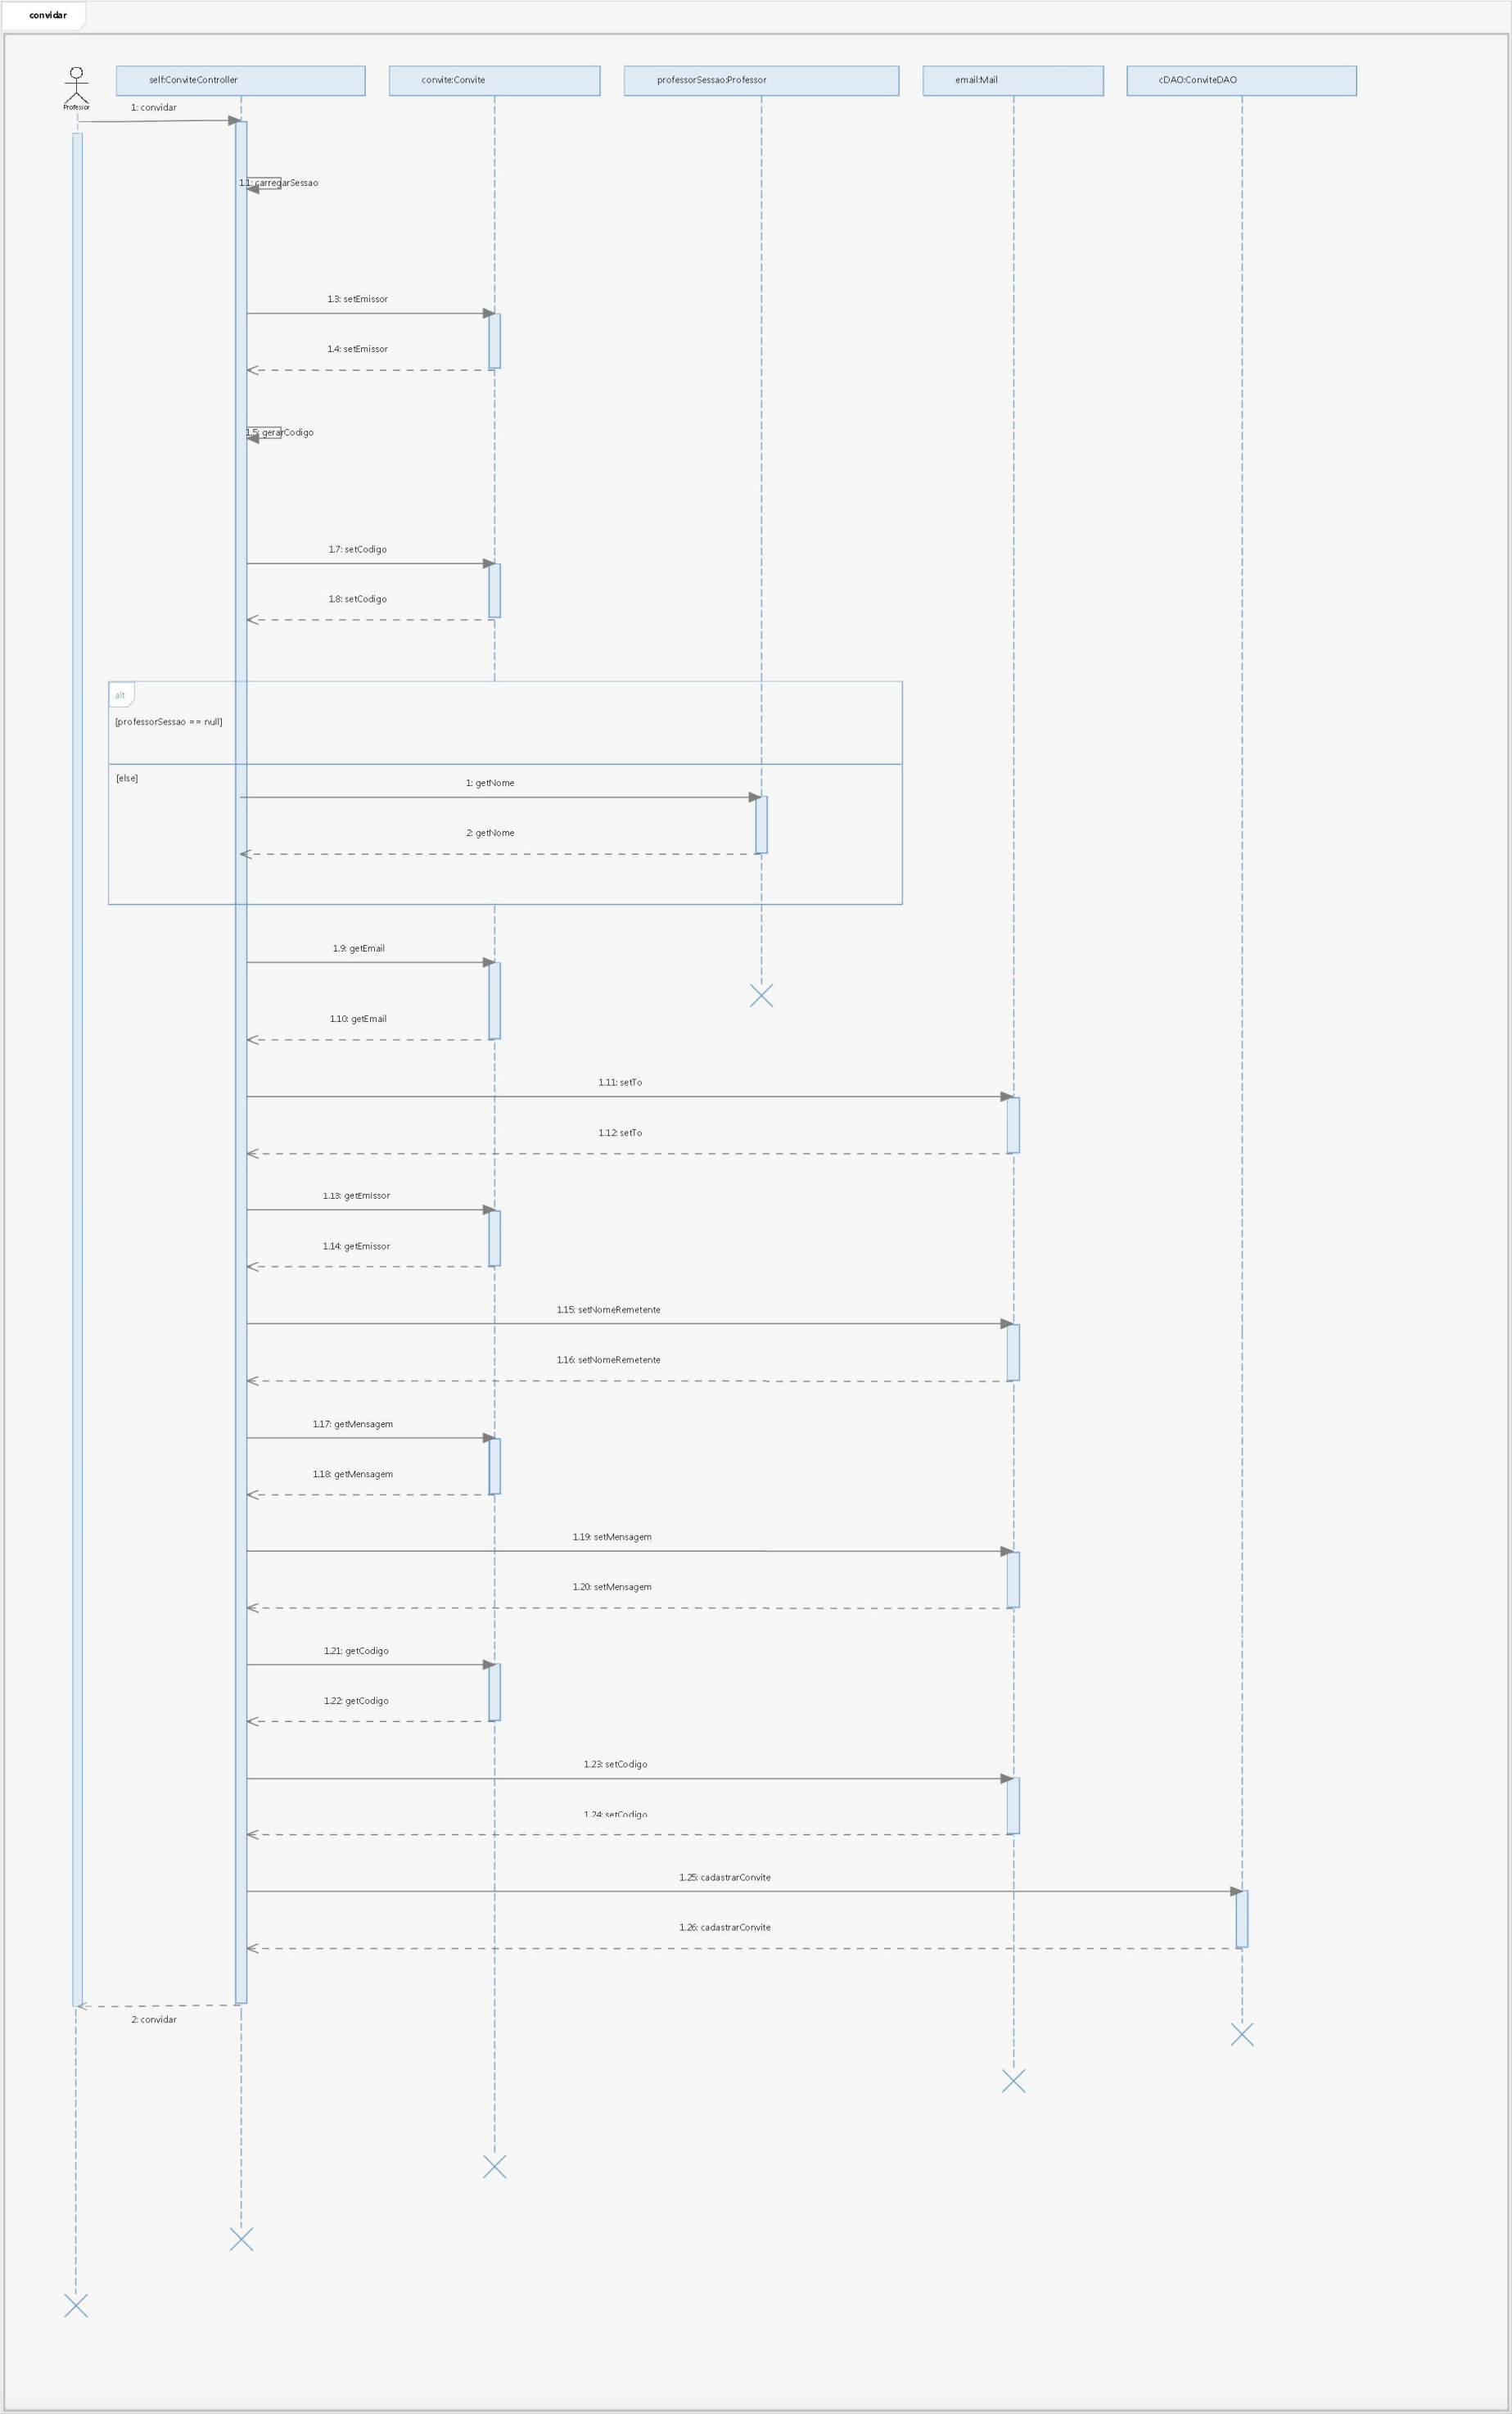 convidar
self:ConviteController
convite:Convite
professorSessao:Professor
email:Mail
cDAO:ConviteDAO
Professor
1: convidar
1.1: carregarSessao
1.3: setEmissor
1.4: setEmissor
1.5: gerarCodigo
1.7: setCodigo
1.8: setCodigo
alt
[professorSessao == null]
[else]
1: getNome
2: getNome
1.9: getEmail
1.10: getEmail
1.11: setTo
1.12: setTo
1.13: getEmissor
1.14: getEmissor
1.15: setNomeRemetente
1.16: setNomeRemetente
1.17: getMensagem
1.18: getMensagem
1.19: setMensagem
1.20: setMensagem
1.21: getCodigo
1.22: getCodigo
1.23: setCodigo
1.24: setCodigo
1.25: cadastrarConvite
1.26: cadastrarConvite
2: convidar